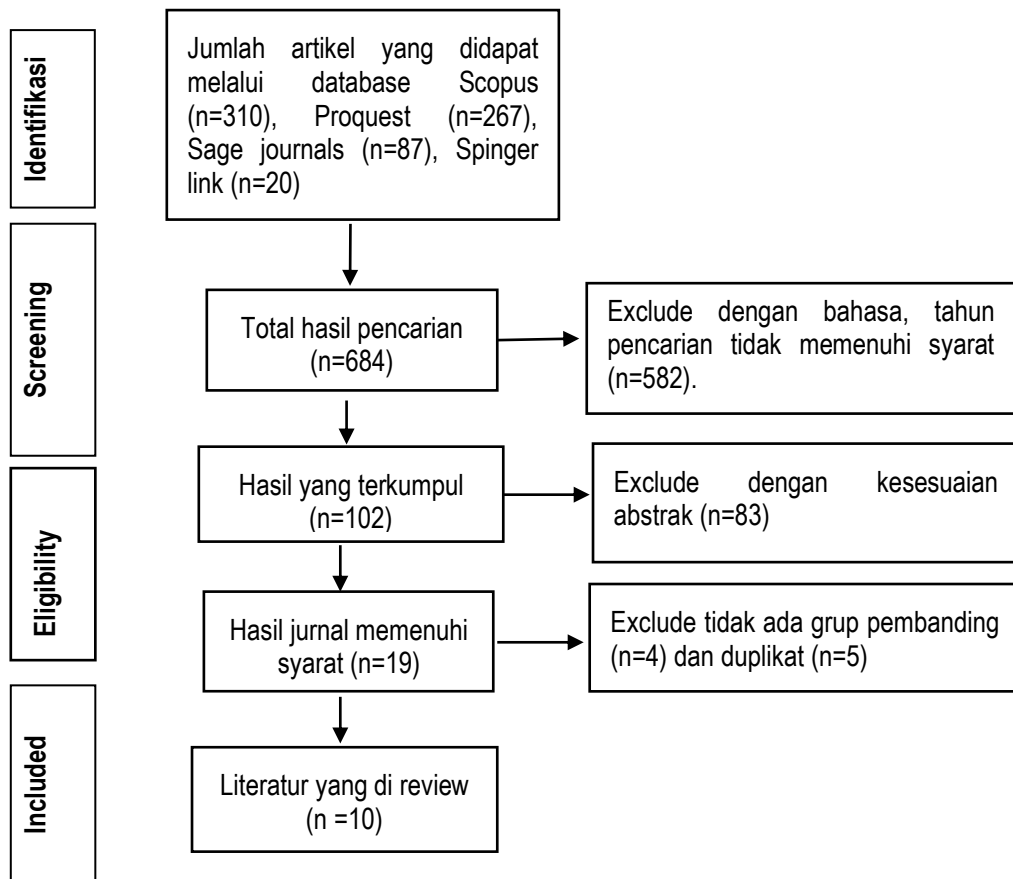 Identifikasi
Jumlah artikel yang didapat
melalui database Scopus
(n=310), Proquest (n=267),
Sage journals (n=87), Spinger
link (n=20)
Screening
Total hasil pencarian
(n=684)
Exclude dengan bahasa, tahun
pencarian tidak memenuhi syarat
(n=582).
Hasil yang terkumpul
(n=102)
Exclude dengan kesesuaian
abstrak (n=83)
Eligibility
Hasil jurnal memenuhi
syarat (n=19)
Exclude tidak ada grup pembanding
(n=4) dan duplikat (n=5)
Included
Literatur yang di review
(n =10)